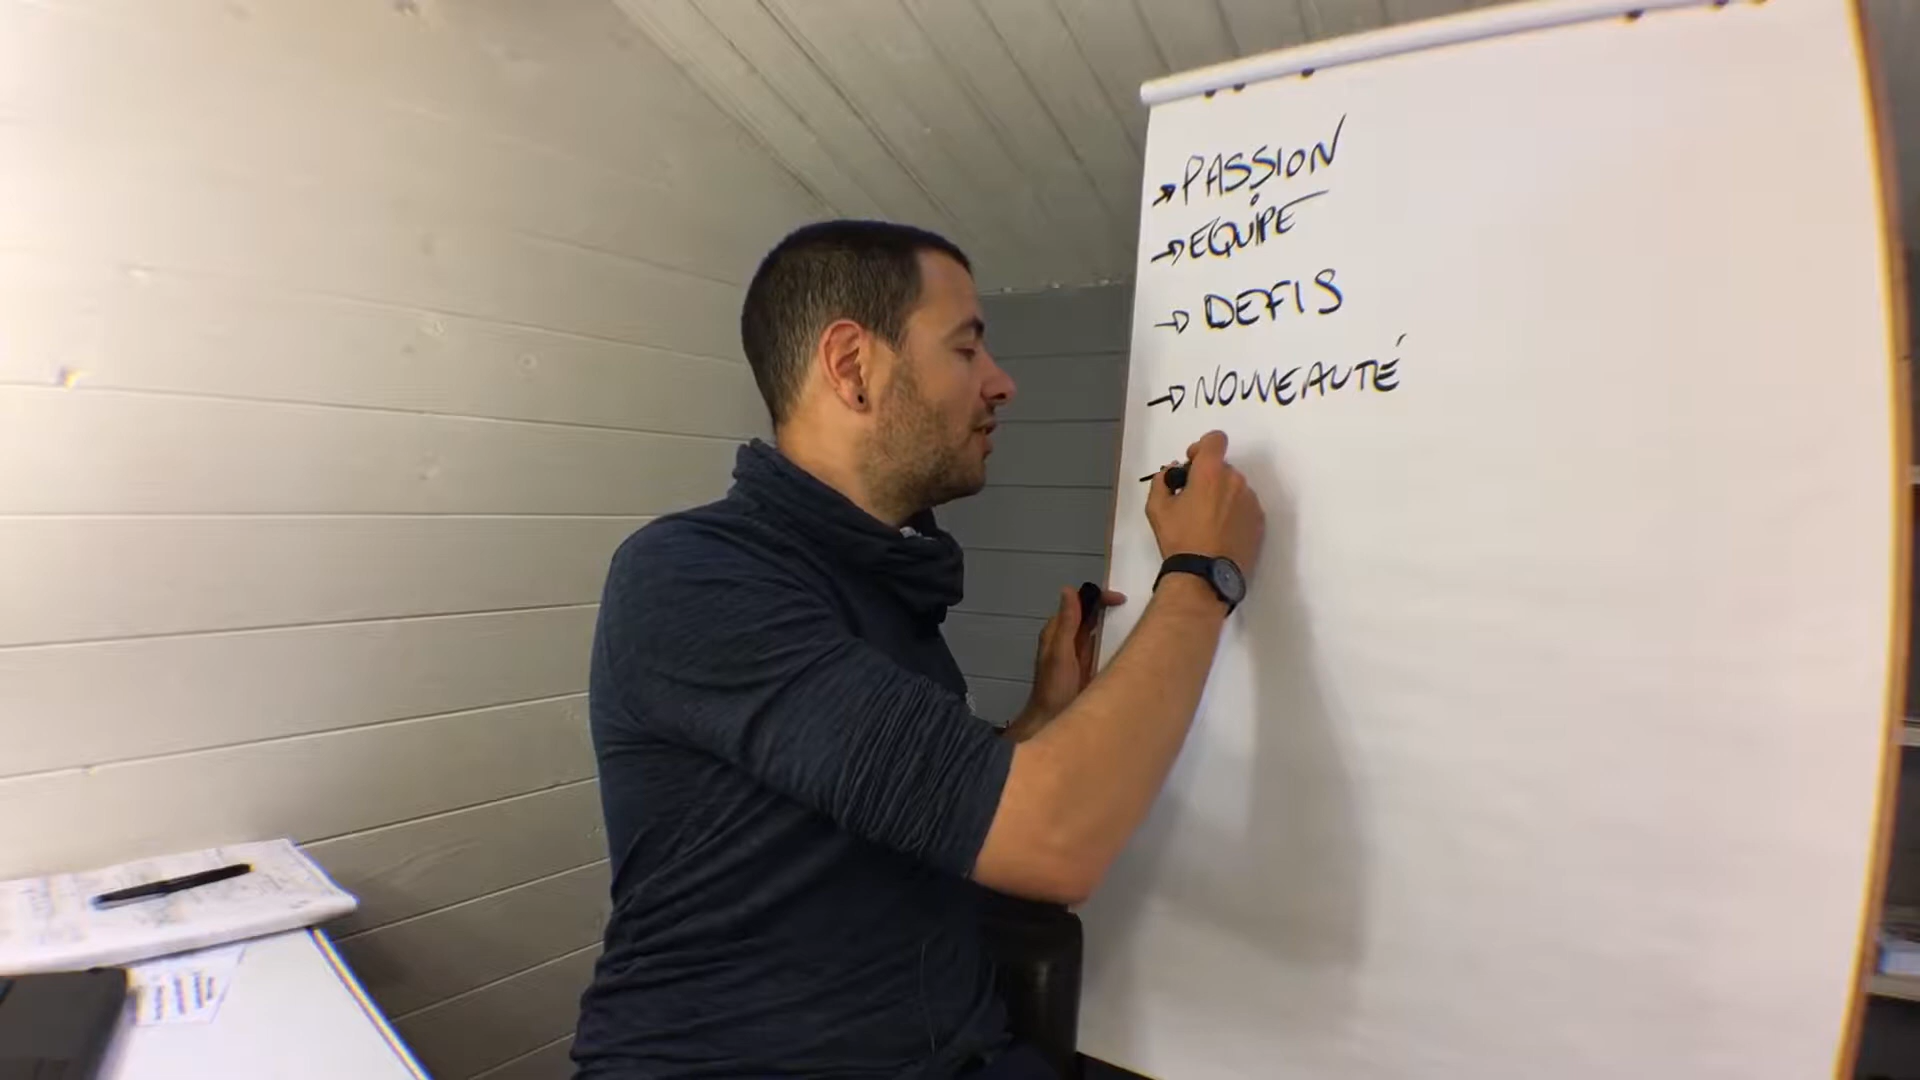 → PASSION
→ EQUIPE
→ DEFIS
→ NOUVEAUTÉ